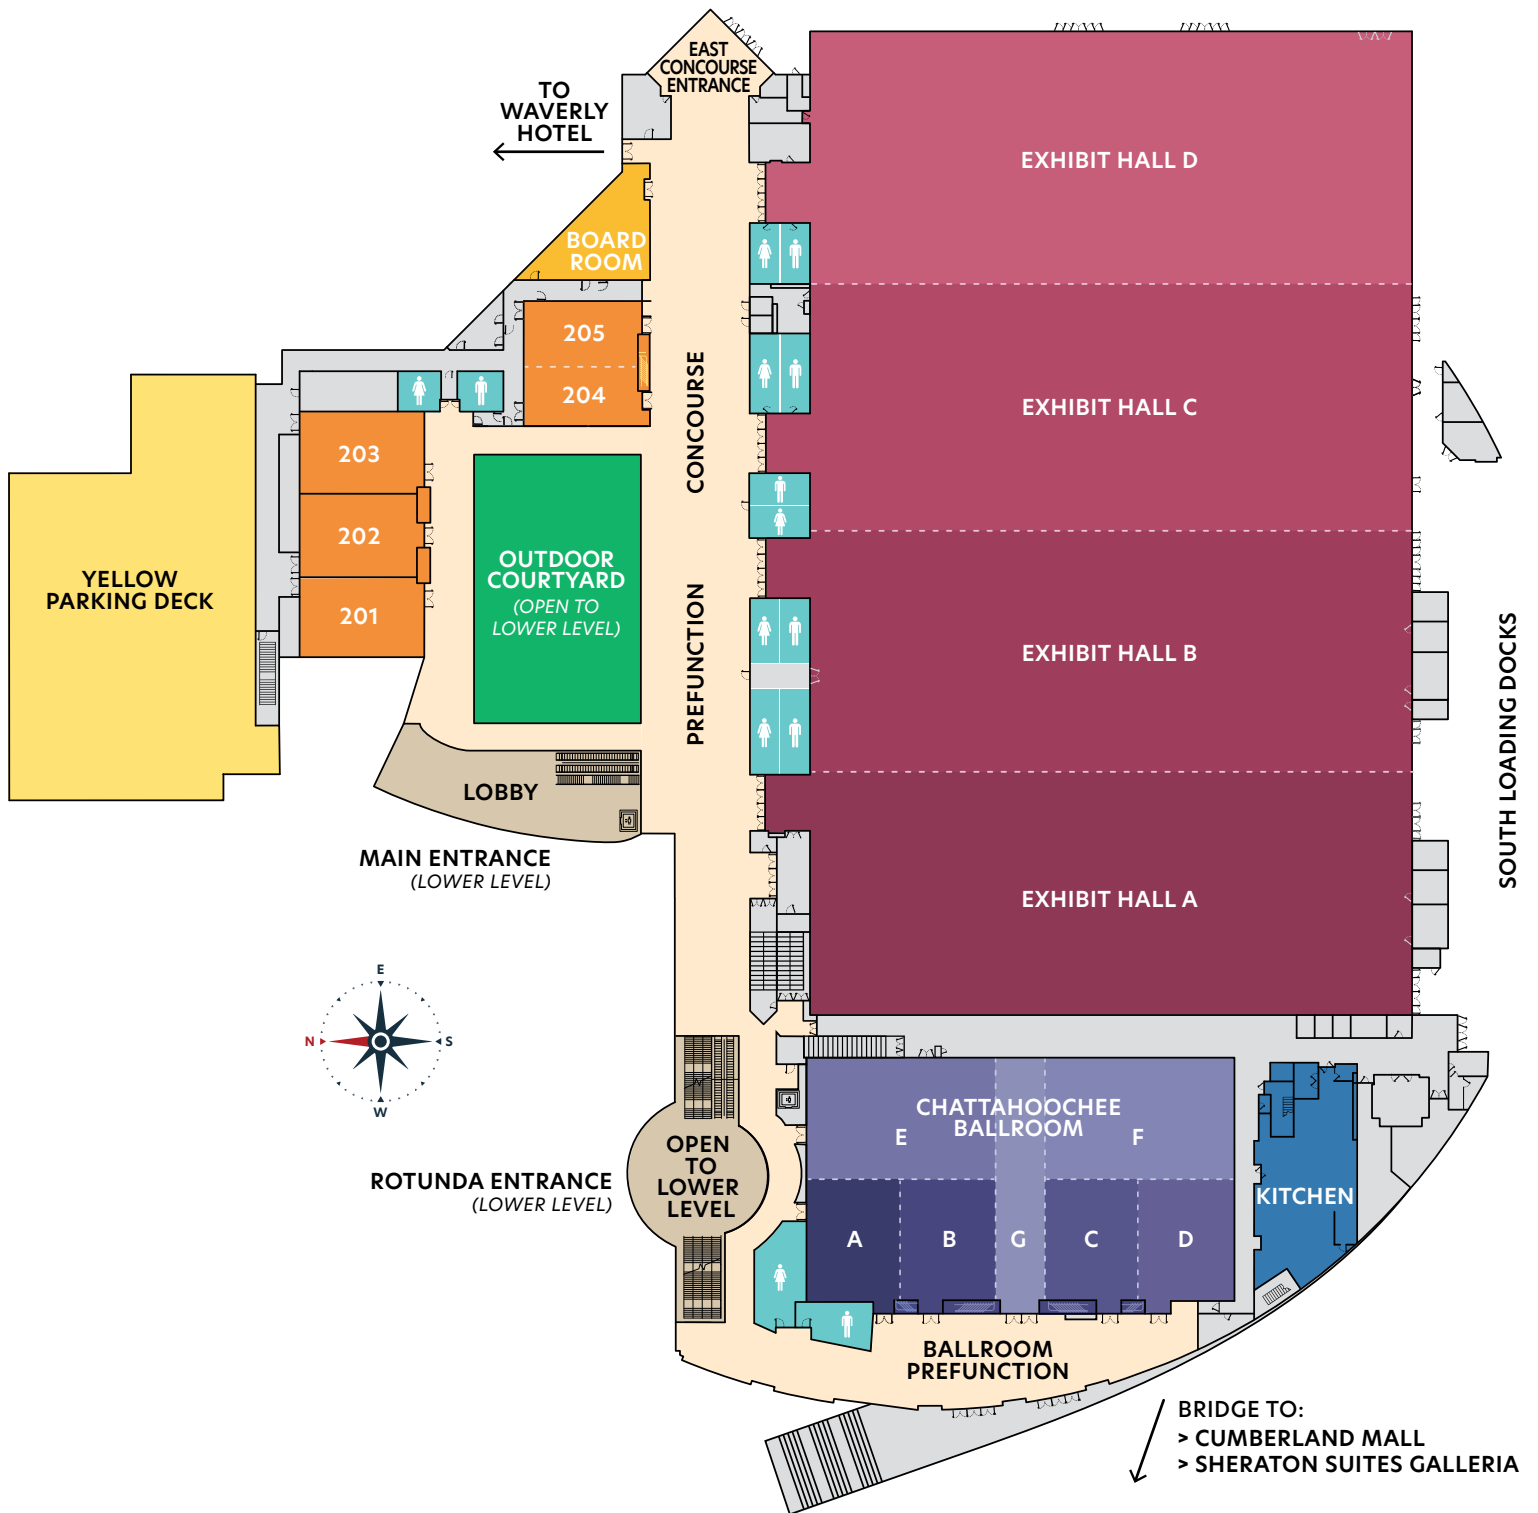 EAST
CONCOURSE
ENTRANCE
TO
WAVERLY
HOTEL
EXHIBIT HALL D
BOARD
ROOM
205
204
CONCOURSE
EXHIBIT HALL C
203
202
201
YELLOW
PARKING DECK
OUTDOOR
COURTYARD
(OPEN TO
LOWER LEVEL)
PREFUNCTION
EXHIBIT HALL B
SOUTH LOADING DOCKS
LOBBY
MAIN ENTRANCE
(LOWER LEVEL)
EXHIBIT HALL A
E
N
S
W
CHATTAHOOCHEE
BALLROOM
E
F
OPEN
TO
LOWER
LEVEL
ROTUNDA ENTRANCE
(LOWER LEVEL)
KITCHEN
A
B
G
C
D
BALLROOM
PREFUNCTION
BRIDGE TO:
> CUMBERLAND MALL
> SHERATON SUITES GALLERIA